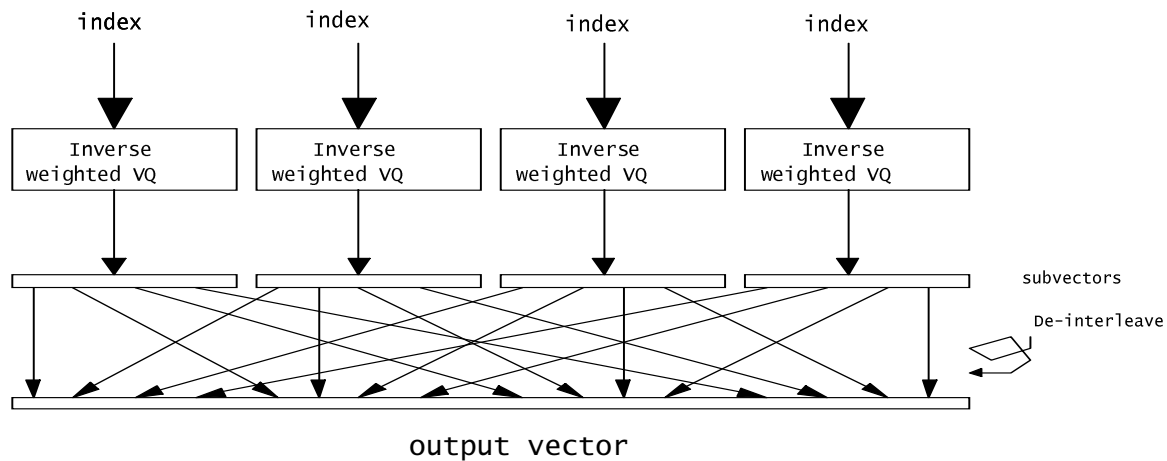 index
index
index
index
Inverse
weighted VQ
Inverse
weighted VQ
Inverse
weighted VQ
Inverse
weighted VQ
subvectors
De-interleave
output vector